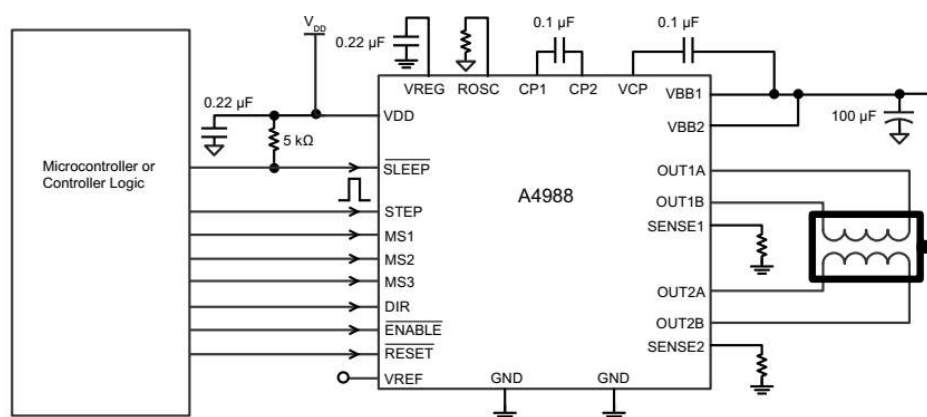 V_DD
0.22 µF
0.1 µF
0.1 µF
0.22 µF
5 kΩ
100 µF
Microcontroller or
Controller Logic
VREG
ROSC
CP1
CP2
VCP
VBB1
VDD
VBB2
SLEEP
OUT1A
A4988
STEP
OUT1B
MS1
SENSE1
MS2
MS3
OUT2A
DIR
OUT2B
ENABLE
SENSE2
RESET
VREF
GND
GND